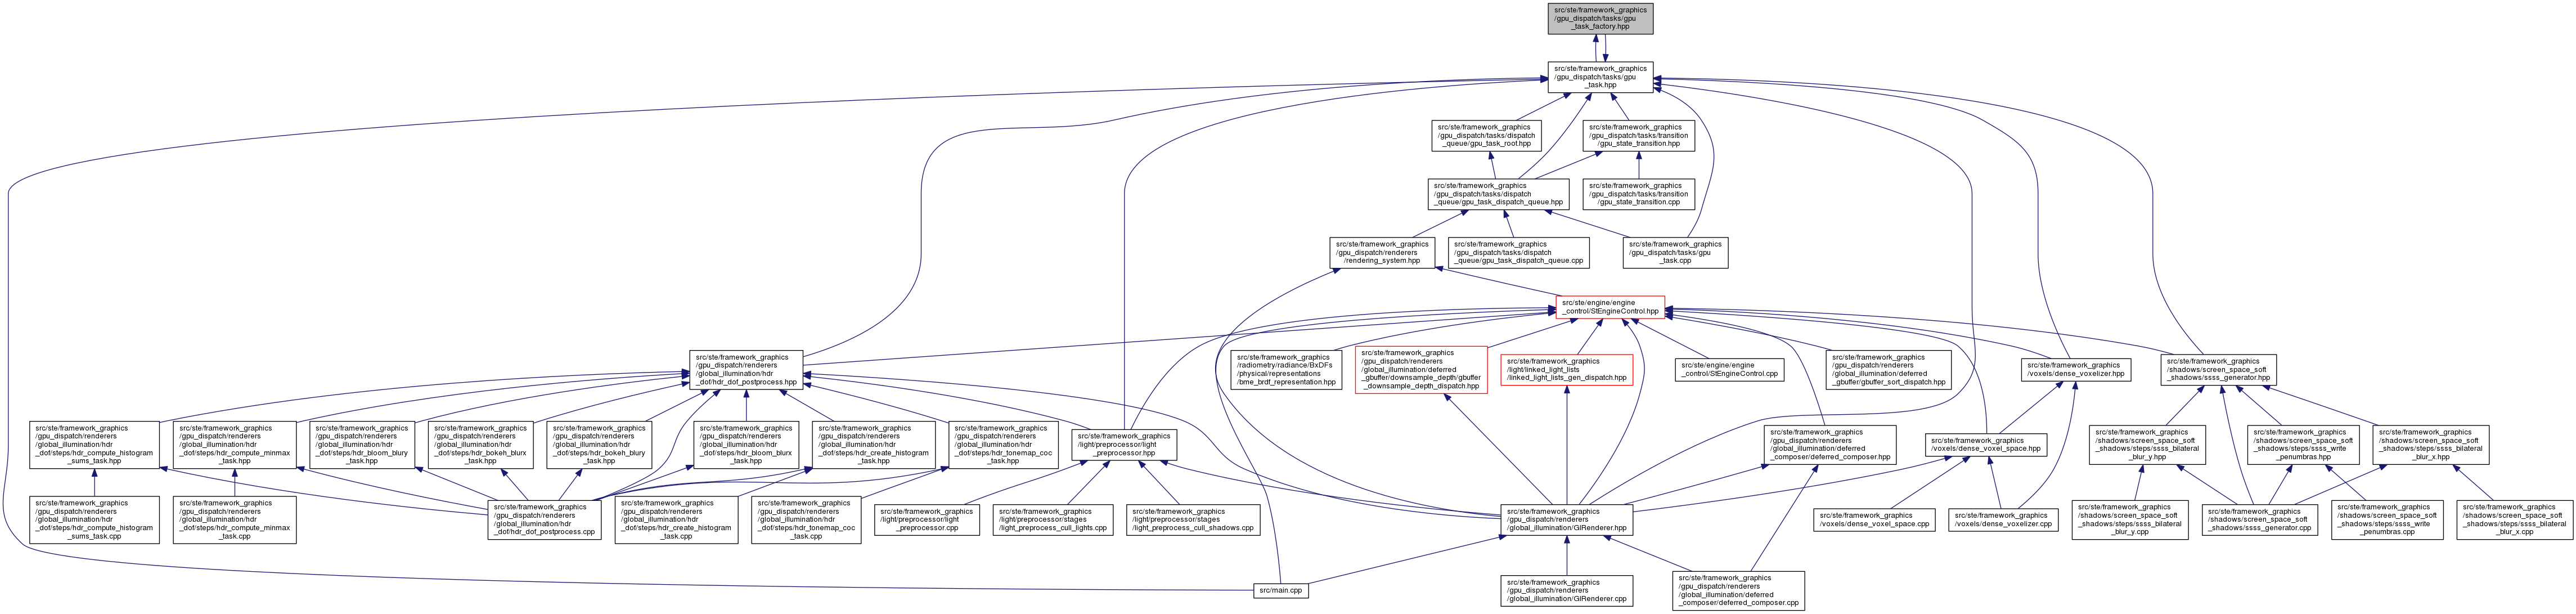 src/ste/framework_graphics
/gpu_dispatch/tasks/gpu
_task_factory.hpp
src/ste/framework_graphics
/gpu_dispatch/tasks/gpu
_task.hpp
src/ste/framework_graphics
/gpu_dispatch/tasks/dispatch
_queue/gpu_task_root.hpp
src/ste/framework_graphics
/gpu_dispatch/tasks/transition
/gpu_state_transition.hpp
src/ste/framework_graphics
/gpu_dispatch/tasks/dispatch
_queue/gpu_task_dispatch_queue.hpp
src/ste/framework_graphics
/gpu_dispatch/tasks/transition
/gpu_state_transition.cpp
src/ste/framework_graphics
/gpu_dispatch/renderers
/rendering_system.hpp
src/ste/framework_graphics
/gpu_dispatch/tasks/dispatch
_queue/gpu_task_dispatch_queue.cpp
src/ste/framework_graphics
/gpu_dispatch/tasks/gpu
_task.cpp
src/ste/engine/engine
_control/StEngineControl.hpp
src/ste/framework_graphics
/gpu_dispatch/renderers
/global_illumination/hdr
_dof/hdr_dof_postprocess.hpp
src/ste/framework_graphics
/radiometry/radiance/BxDFs
/physical/representations
/bme_brdf_representation.hpp
src/ste/framework_graphics
/gpu_dispatch/renderers
/global_illumination/deferred
_gbuffer/downsample_depth/gbuffer
_downsample_depth_dispatch.hpp
src/ste/framework_graphics
/light/linked_light_lists
/linked_light_lists_gen_dispatch.hpp
src/ste/engine/engine
_control/StEngineControl.cpp
src/ste/framework_graphics
/gpu_dispatch/renderers
/global_illumination/deferred
_gbuffer/gbuffer_sort_dispatch.hpp
src/ste/framework_graphics
/voxels/dense_voxelizer.hpp
src/ste/framework_graphics
/shadows/screen_space_soft
_shadows/ssss_generator.hpp
src/ste/framework_graphics
/gpu_dispatch/renderers
/global_illumination/hdr
_dof/steps/hdr_compute_histogram
_sums_task.hpp
src/ste/framework_graphics
/gpu_dispatch/renderers
/global_illumination/hdr
_dof/steps/hdr_compute_minmax
_task.hpp
src/ste/framework_graphics
/gpu_dispatch/renderers
/global_illumination/hdr
_dof/steps/hdr_bloom_blury
_task.hpp
src/ste/framework_graphics
/gpu_dispatch/renderers
/global_illumination/hdr
_dof/steps/hdr_bokeh_blurx
_task.hpp
src/ste/framework_graphics
/gpu_dispatch/renderers
/global_illumination/hdr
_dof/steps/hdr_bokeh_blury
_task.hpp
src/ste/framework_graphics
/gpu_dispatch/renderers
/global_illumination/hdr
_dof/steps/hdr_bloom_blurx
_task.hpp
src/ste/framework_graphics
/gpu_dispatch/renderers
/global_illumination/hdr
_dof/steps/hdr_create_histogram
_task.hpp
src/ste/framework_graphics
/gpu_dispatch/renderers
/global_illumination/hdr
_dof/steps/hdr_tonemap_coc
_task.hpp
src/ste/framework_graphics
/light/preprocessor/light
_preprocessor.hpp
src/ste/framework_graphics
/gpu_dispatch/renderers
/global_illumination/deferred
_composer/deferred_composer.hpp
src/ste/framework_graphics
/voxels/dense_voxel_space.hpp
src/ste/framework_graphics
/shadows/screen_space_soft
_shadows/steps/ssss_bilateral
_blur_y.hpp
src/ste/framework_graphics
/shadows/screen_space_soft
_shadows/steps/ssss_write
_penumbras.hpp
src/ste/framework_graphics
/shadows/screen_space_soft
_shadows/steps/ssss_bilateral
_blur_x.hpp
src/ste/framework_graphics
/gpu_dispatch/renderers
/global_illumination/hdr
_dof/steps/hdr_compute_histogram
_sums_task.cpp
src/ste/framework_graphics
/gpu_dispatch/renderers
/global_illumination/hdr
_dof/steps/hdr_compute_minmax
_task.cpp
src/ste/framework_graphics
/gpu_dispatch/renderers
/global_illumination/hdr
_dof/hdr_dof_postprocess.cpp
src/ste/framework_graphics
/gpu_dispatch/renderers
/global_illumination/hdr
_dof/steps/hdr_create_histogram
_task.cpp
src/ste/framework_graphics
/gpu_dispatch/renderers
/global_illumination/hdr
_dof/steps/hdr_tonemap_coc
_task.cpp
src/ste/framework_graphics
/light/preprocessor/light
_preprocessor.cpp
src/ste/framework_graphics
/light/preprocessor/stages
/light_preprocess_cull_lights.cpp
src/ste/framework_graphics
/light/preprocessor/stages
/light_preprocess_cull_shadows.cpp
src/ste/framework_graphics
/gpu_dispatch/renderers
/global_illumination/GIRenderer.hpp
src/ste/framework_graphics
/voxels/dense_voxel_space.cpp
src/ste/framework_graphics
/voxels/dense_voxelizer.cpp
src/ste/framework_graphics
/shadows/screen_space_soft
_shadows/steps/ssss_bilateral
_blur_y.cpp
src/ste/framework_graphics
/shadows/screen_space_soft
_shadows/ssss_generator.cpp
src/ste/framework_graphics
/shadows/screen_space_soft
_shadows/steps/ssss_write
_penumbras.cpp
src/ste/framework_graphics
/shadows/screen_space_soft
_shadows/steps/ssss_bilateral
_blur_x.cpp
src/main.cpp
src/ste/framework_graphics
/gpu_dispatch/renderers
/global_illumination/GIRenderer.cpp
src/ste/framework_graphics
/gpu_dispatch/renderers
/global_illumination/deferred
_composer/deferred_composer.cpp